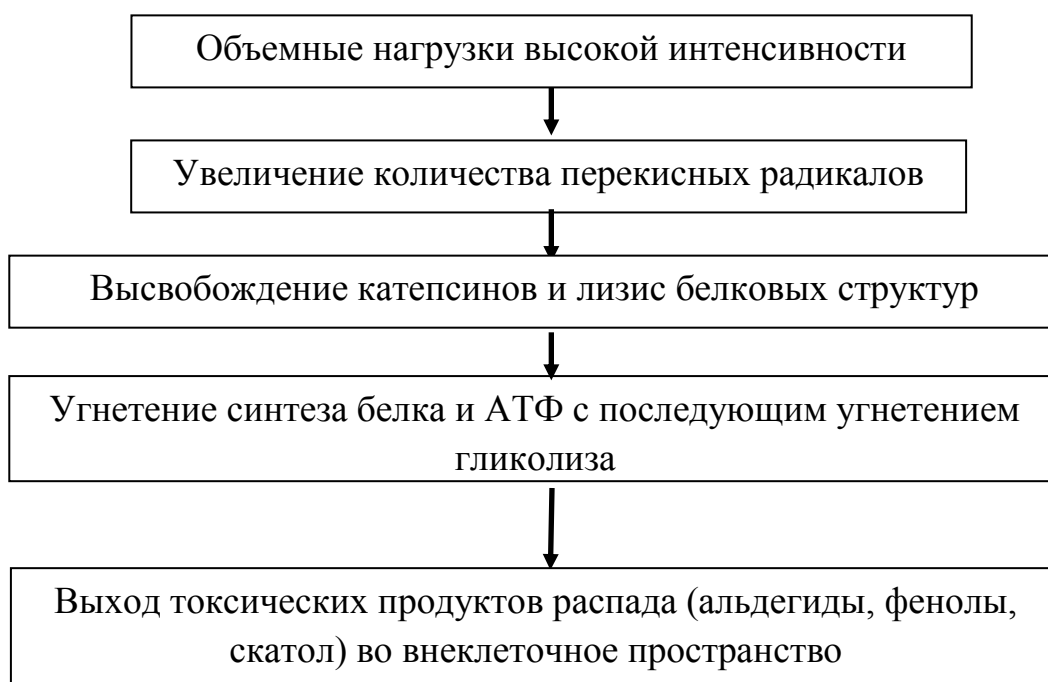 Объемные нагрузки высокой интенсивности
Увеличение количества перекисных радикалов
Высвобождение катепсинов и лизис белковых структур
Угнетение синтеза белка и АТФ с последующим угнетением
гликолиза
Выход токсических продуктов распада (альдегиды, фенолы,
скатол) во внеклеточное пространство